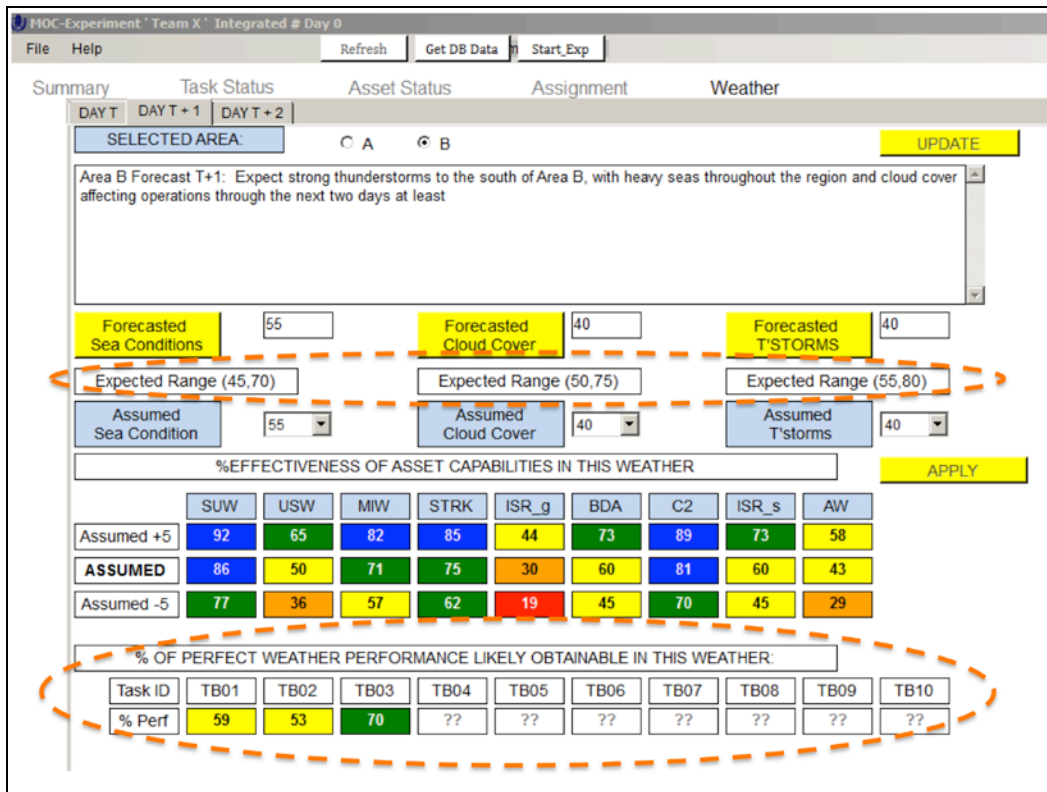 MOC-Experiment ' Team X ' Integrated # Day 0
File Help Refresh Get DB Data Start_Exp
Summary Task Status Asset Status Assignment Weather
DAY T DAY T + 1 DAY T + 2
SELECTED AREA: A B UPDATE
Area B Forecast T+1: Expect strong thunderstorms to the south of Area B, with heavy seas throughout the region and cloud cover
affecting operations through the next two days at least
Forecasted Sea Conditions 55 Forecasted Cloud Cover 40 Forecasted T'STORMS 40
Expected Range (45,70) Expected Range (50,75) Expected Range (55,80)
Assumed Sea Condition 55 Assumed Cloud Cover 40 Assumed T'storms 40
%EFFECTIVENESS OF ASSET CAPABILITIES IN THIS WEATHER APPLY
SUW USW MIW STRK ISR_g BDA C2 ISR_s AW
Assumed +5 92 65 82 85 44 73 89 73 58
ASSUMED 86 50 71 75 30 60 81 60 43
Assumed -5 77 36 57 62 19 45 70 45 29
% OF PERFECT WEATHER PERFORMANCE LIKELY OBTAINABLE IN THIS WEATHER:
Task ID TB01 TB02 TB03 TB04 TB05 TB06 TB07 TB08 TB09 TB10
% Perf 59 53 70 ?? ?? ?? ?? ?? ?? ??